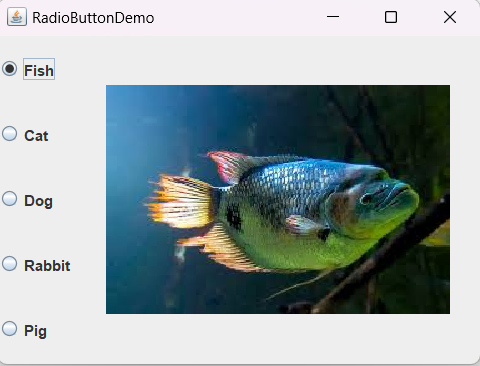 RadioButtonDemo
Fish
Cat
Dog
Rabbit
Pig